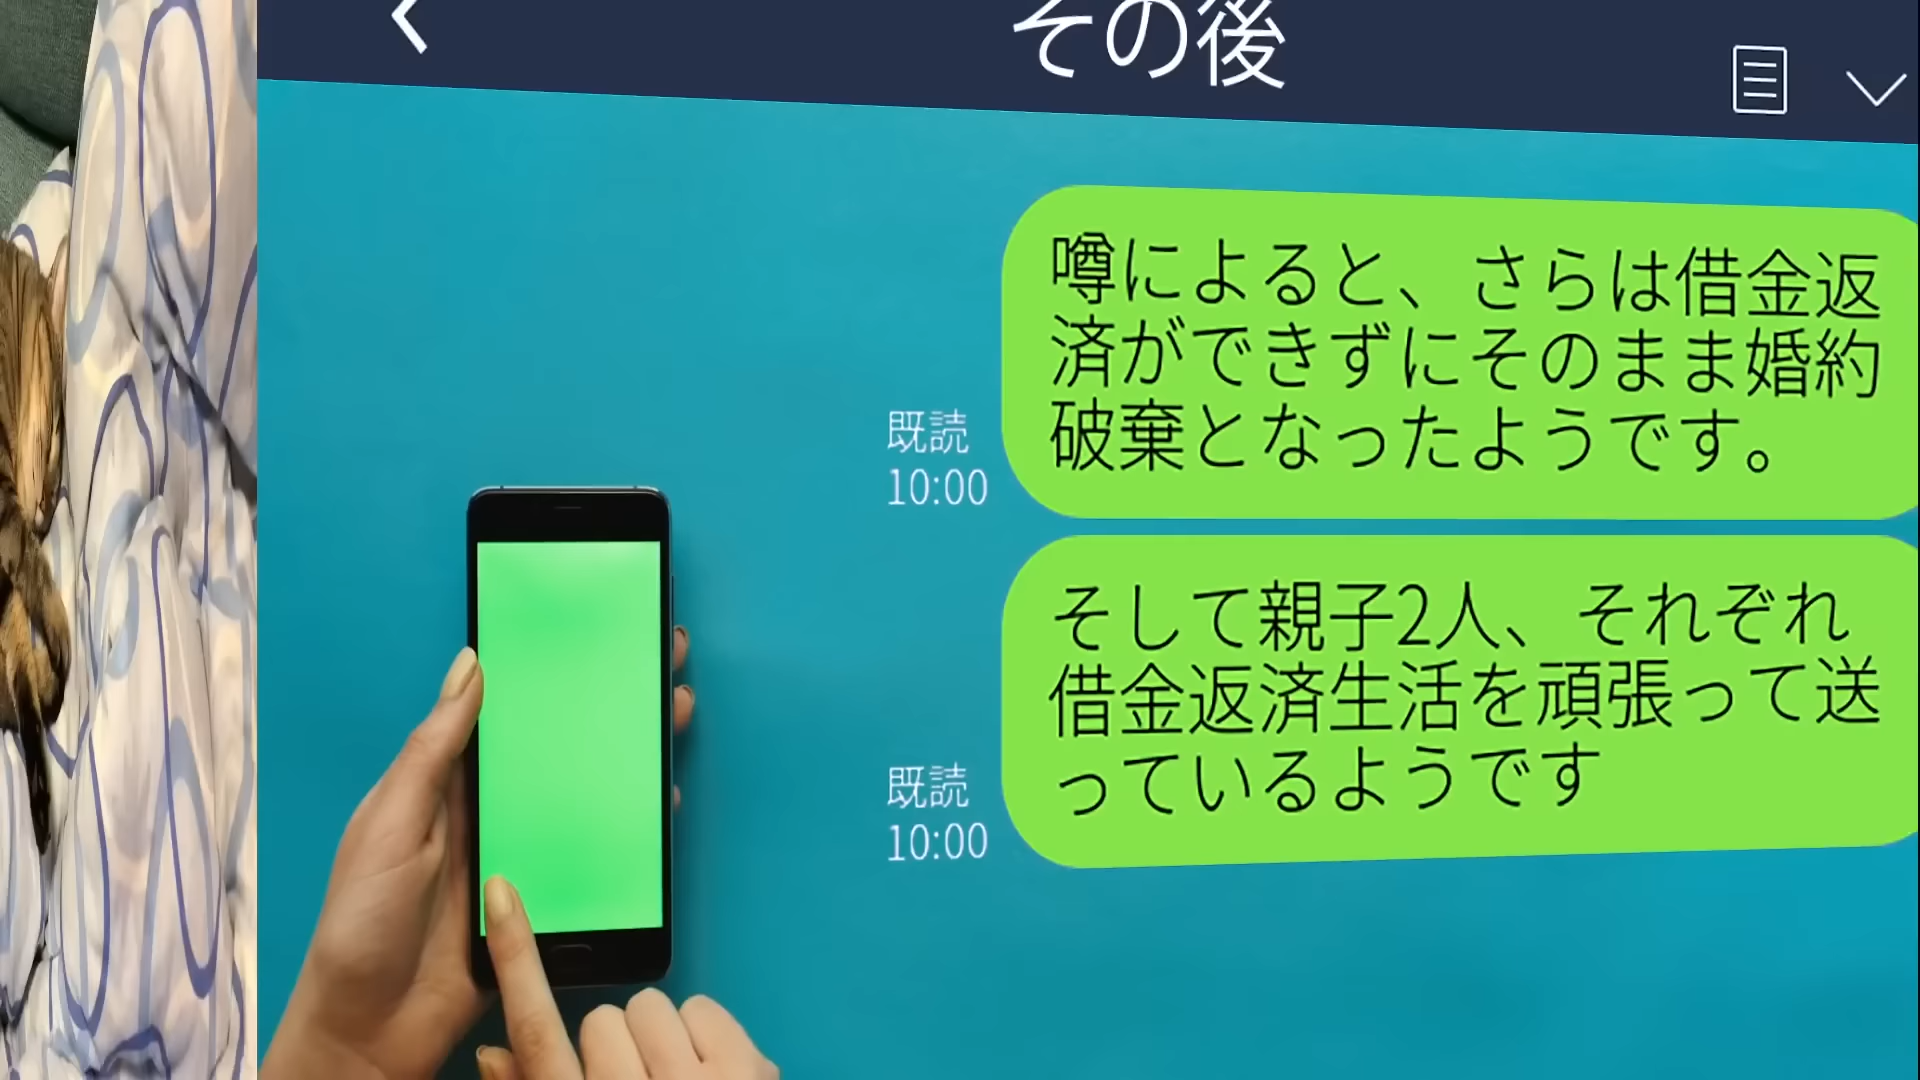 その後
噂によると、さらは借金返
済ができずにそのまま婚約
破棄となったようです。
既読
10:00
そして親子2人、それぞれ
借金返済生活を頑張って送
っているようです
既読
10:00